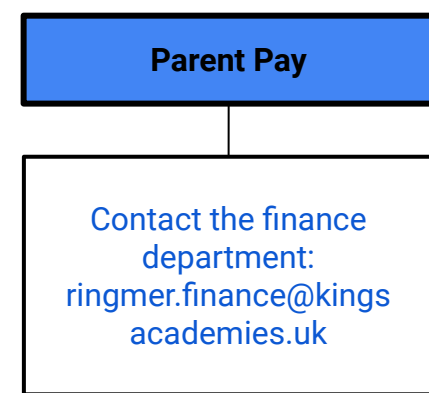 Parent Pay
Contact the finance
department:
ringmer.finance@kings
academies.uk